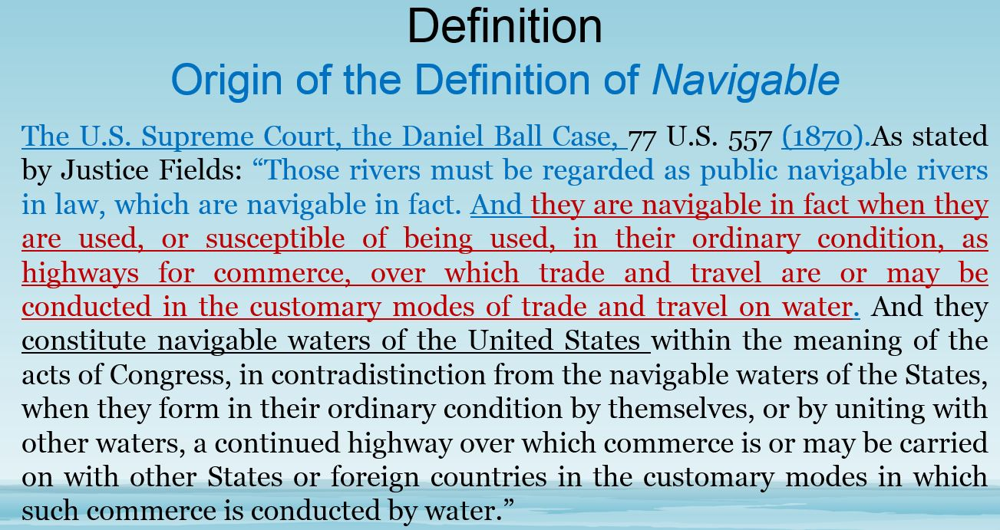 Definition
Origin of the Definition of Navigable
The U.S. Supreme Court, the Daniel Ball Case, 77 U.S. 557 (1870).As stated
by Justice Fields: “Those rivers must be regarded as public navigable rivers
in law, which are navigable in fact. And they are navigable in fact when they
are used, or susceptible of being used, in their ordinary condition, as
highways for commerce, over which trade and travel are or may be
conducted in the customary modes of trade and travel on water. And they
constitute navigable waters of the United States within the meaning of the
acts of Congress, in contradistinction from the navigable waters of the States,
when they form in their ordinary condition by themselves, or by uniting with
other waters, a continued highway over which commerce is or may be carried
on with other States or foreign countries in the customary modes in which
such commerce is conducted by water.”